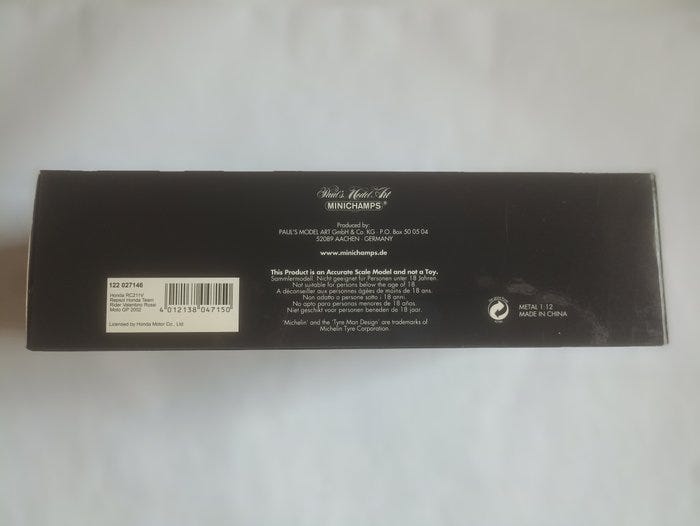 Paul's Model Art
MINICHAMPS®
Produced by:
PAUL'S MODEL ART GmbH & Co. KG · P.O. Box 50 05 04
52089 AACHEN · GERMANY
www.minichamps.de
This Product is an Accurate Scale Model and not a Toy.
Sammlermodell. Nicht geeignet für Personen unter 18 Jahren.
Not suitable for persons below the age of 18.
A déconseiller aux personnes âgées de moins de 18 ans.
Non adatto a persone sotto i 18 anni.
No apto para personas menores de 18 años.
Niet geschikt voor personen beneden de 18 jaar.
'Michelin' and the 'Tyre Man Design' are trademarks of
Michelin Tyre Corporation.
122 027146
Honda RC211V
Repsol Honda Team
Rider Valentino Rossi
Moto GP 2002
4 012138 047150
Licensed by Honda Motor Co., Ltd.
METAL 1:12
MADE IN CHINA